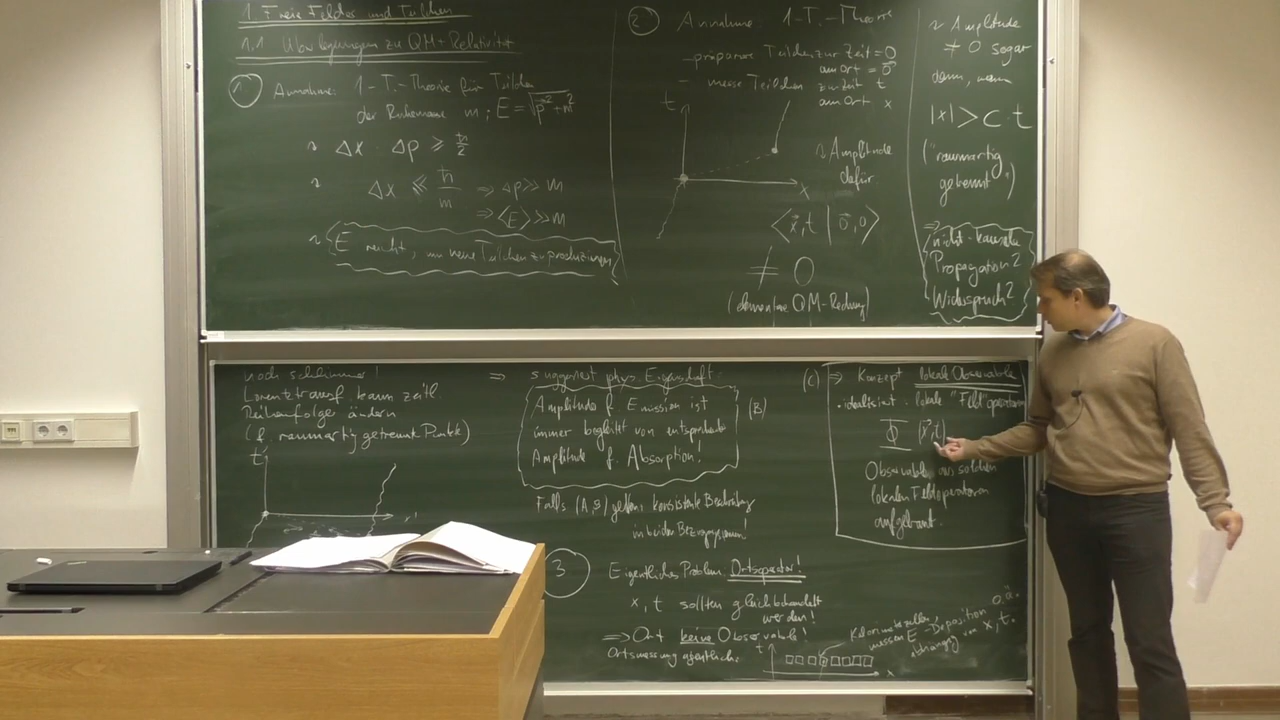 1. Freie Felder und Teilchen
1.1 Überlegungen zu QM + Relativität
1 Annahme: 1-T.-Theorie für Teilchen
der Ruhemasse m; E = √(p⃗² + m²)
Δx · Δp ≥ ħ/2
Δx ≪ ħ/m ⇒ Δp ≫ m
⇒ ⟨E⟩ ≫ m
E reicht, um neue Teilchen zu produzieren
2 Annahme 1-T.-Theorie
– präpariere Teilchen zur Zeit = 0
am Ort = 0⃗
– messe Teilchen zur Zeit t
am Ort x
t
x
Amplitude
dafür
⟨x⃗, t | 0⃗, 0⟩
≠ 0
(elementare QM-Rechnung)
Amplitude
≠ 0 sogar
dann, wenn
|x| > c·t
("raumartig
getrennt")
⇒
nicht-kausale
Propagation?
Widerspruch?
noch schlimmer!
Lorentztransf. kann zeitl.
Reihenfolge ändern
(f. raumartig getrennte Punkte)
t'
x'
⇒ suggeriert phys. Eigenschaft:
Amplitude f. Emission ist
immer begleitet von entsprechender
Amplitude f. Absorption!
(B)
Falls (A, B) gelten: konsistente Beschreibung
in beiden Bezugssystemen!
3 Eigentliches Problem: Ortsoperator!
x, t sollten gleichbehandelt
werden!
⇒ Ort keine Observable!
Ortsmessung eigentlich:
t
x
Kalorimeterzellen,
messen E-Deposition o.ä.
abhängig von x, t.
(C) ⇒ Konzept lokale Observable
· idealisiert: lokale "Feld"operatoren
Φ(x⃗, t)
Observable aus solchen
lokalen Feldoperatoren
aufgebaut.